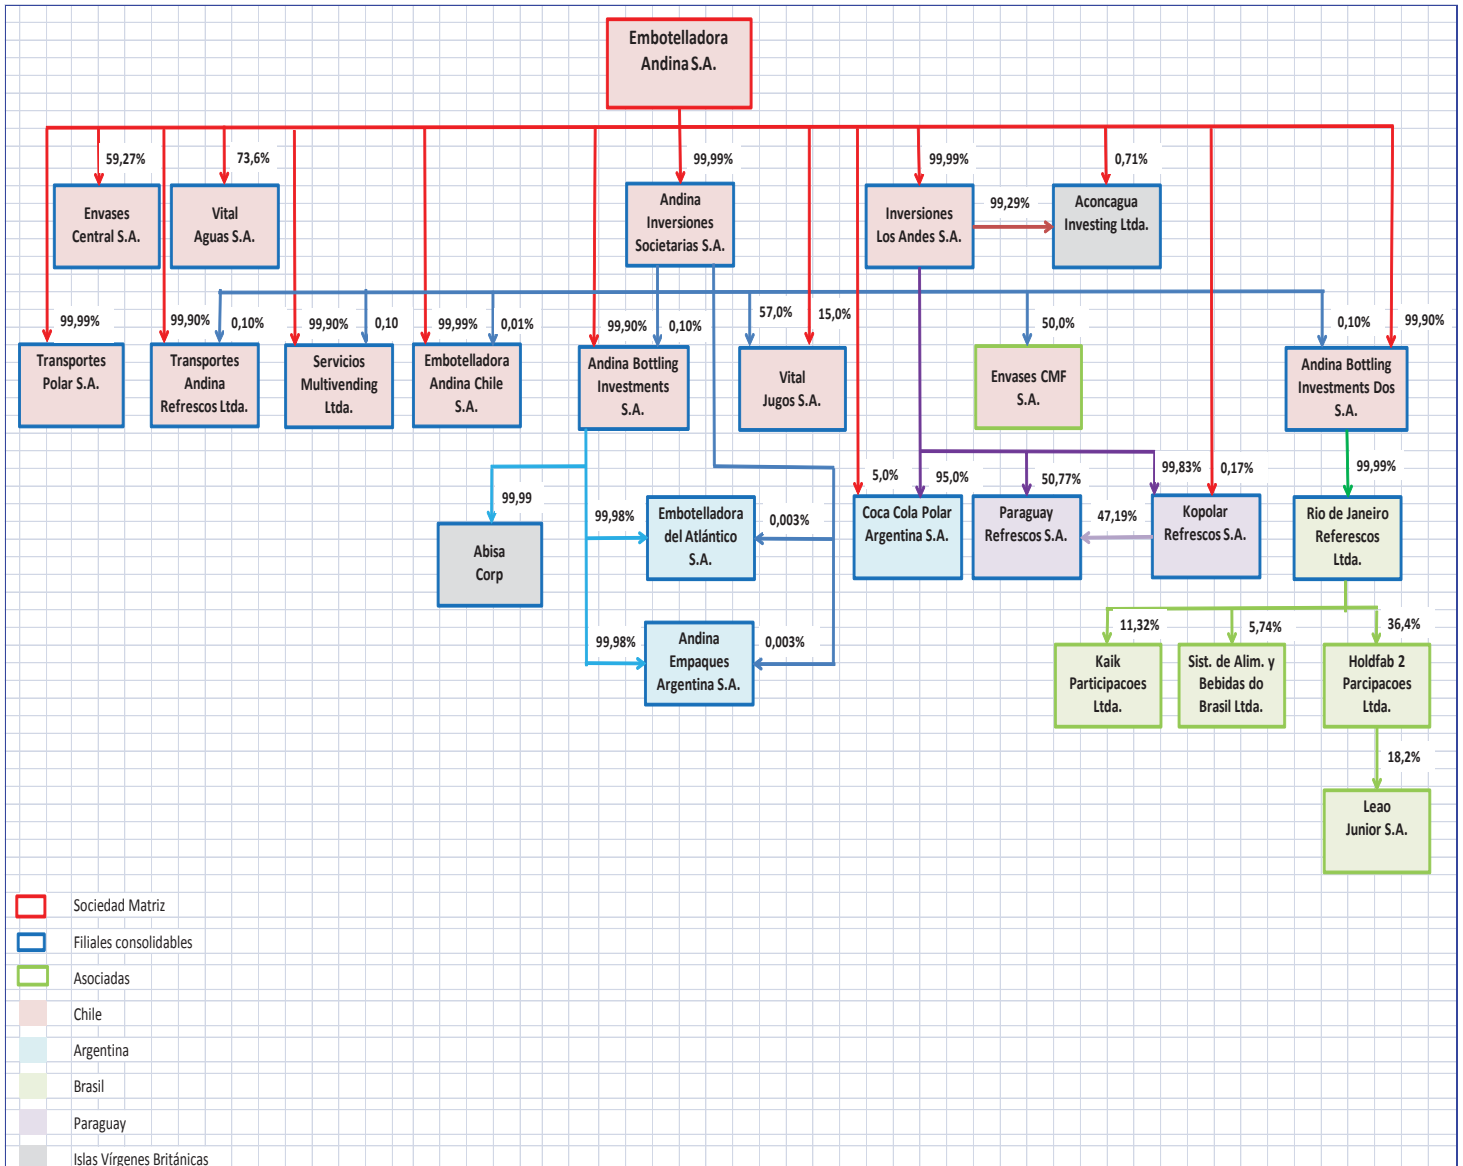 Embotelladora
Andina S.A.
59,27%
73,6%
99,99%
99,99%
0,71%
Envases
Central S.A.
Vital
Aguas S.A.
Andina
Inversiones
Societarias S.A.
Inversiones
Los Andes S.A.
99,29%
Aconcagua
Investing Ltda.
99,99%
99,90%
0,10%
99,90%
0,10
99,99%
0,01%
99,90%
0,10%
57,0%
15,0%
50,0%
0,10%
99,90%
Transportes
Polar S.A.
Transportes
Andina
Refrescos Ltda.
Servicios
Multivending
Ltda.
Embotelladora
Andina Chile
S.A.
Andina Bottling
Investments
S.A.
Vital
Jugos S.A.
Envases CMF
S.A.
Andina Bottling
Investments Dos
S.A.
99,99
99,98%
0,003%
5,0%
95,0%
50,77%
99,83%
0,17%
99,99%
Abisa
Corp
Embotelladora
del Atlántico
S.A.
Coca Cola Polar
Argentina S.A.
Paraguay
Refrescos S.A.
47,19%
Kopolar
Refrescos S.A.
Rio de Janeiro
Referescos
Ltda.
99,98%
0,003%
Andina
Empaques
Argentina S.A.
11,32%
5,74%
36,4%
Kaik
Participacoes
Ltda.
Sist. de Alim. y
Bebidas do
Brasil Ltda.
Holdfab 2
Parcipacoes
Ltda.
18,2%
Leao
Junior S.A.
Sociedad Matriz
Filiales consolidables
Asociadas
Chile
Argentina
Brasil
Paraguay
Islas Vírgenes Británicas